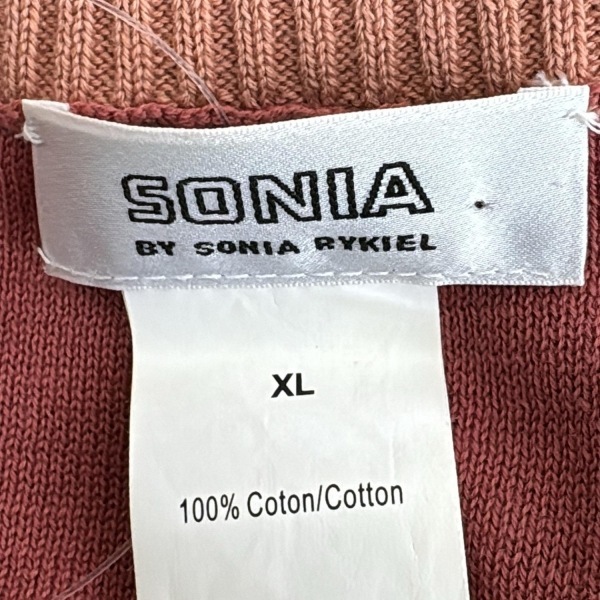 SONIA
BY SONIA RYKIEL
XL
100% Coton/Cotton